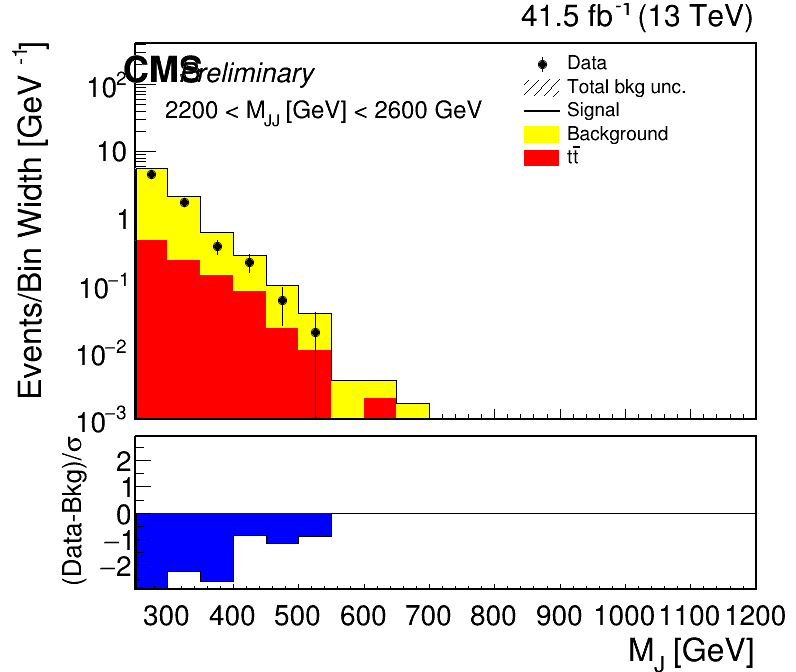 41.5 fb⁻¹ (13 TeV)
CMS Preliminary
2200 < M_JJ [GeV] < 2600 GeV
Data
Total bkg unc.
Signal
Background
tt̄
Events/Bin Width [GeV⁻¹]
10²
10
1
10⁻¹
10⁻²
10⁻³
(Data-Bkg)/σ
2
1
0
−1
−2
300 400 500 600 700 800 900 1000 1100 1200
M_J [GeV]